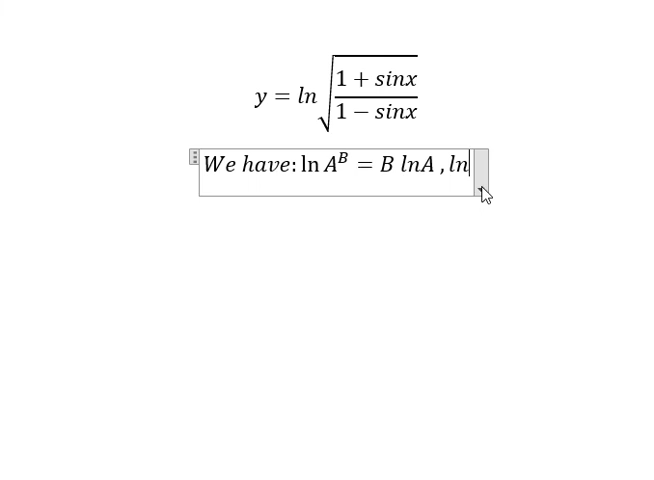 y = ln√((1 + sinx)/(1 − sinx))
We have: ln A^B = B lnA , ln